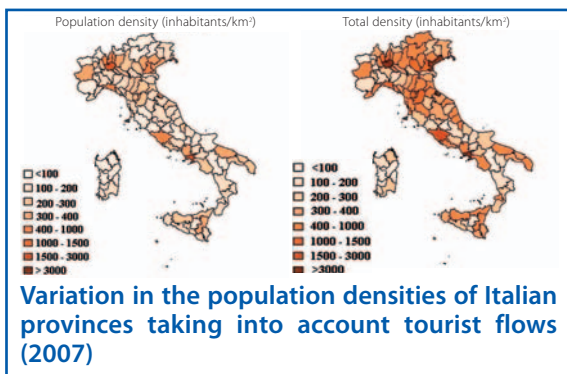 Population density (inhabitants/km²)
Total density (inhabitants/km²)
<100
100 - 200
200 -300
300 - 400
400 - 1000
1000 - 1500
1500 - 3000
> 3000
<100
100 - 200
200 - 300
300 - 400
400 - 1000
1000 - 1500
1500 - 3000
>3000
Variation in the population densities of Italian
provinces taking into account tourist flows
(2007)